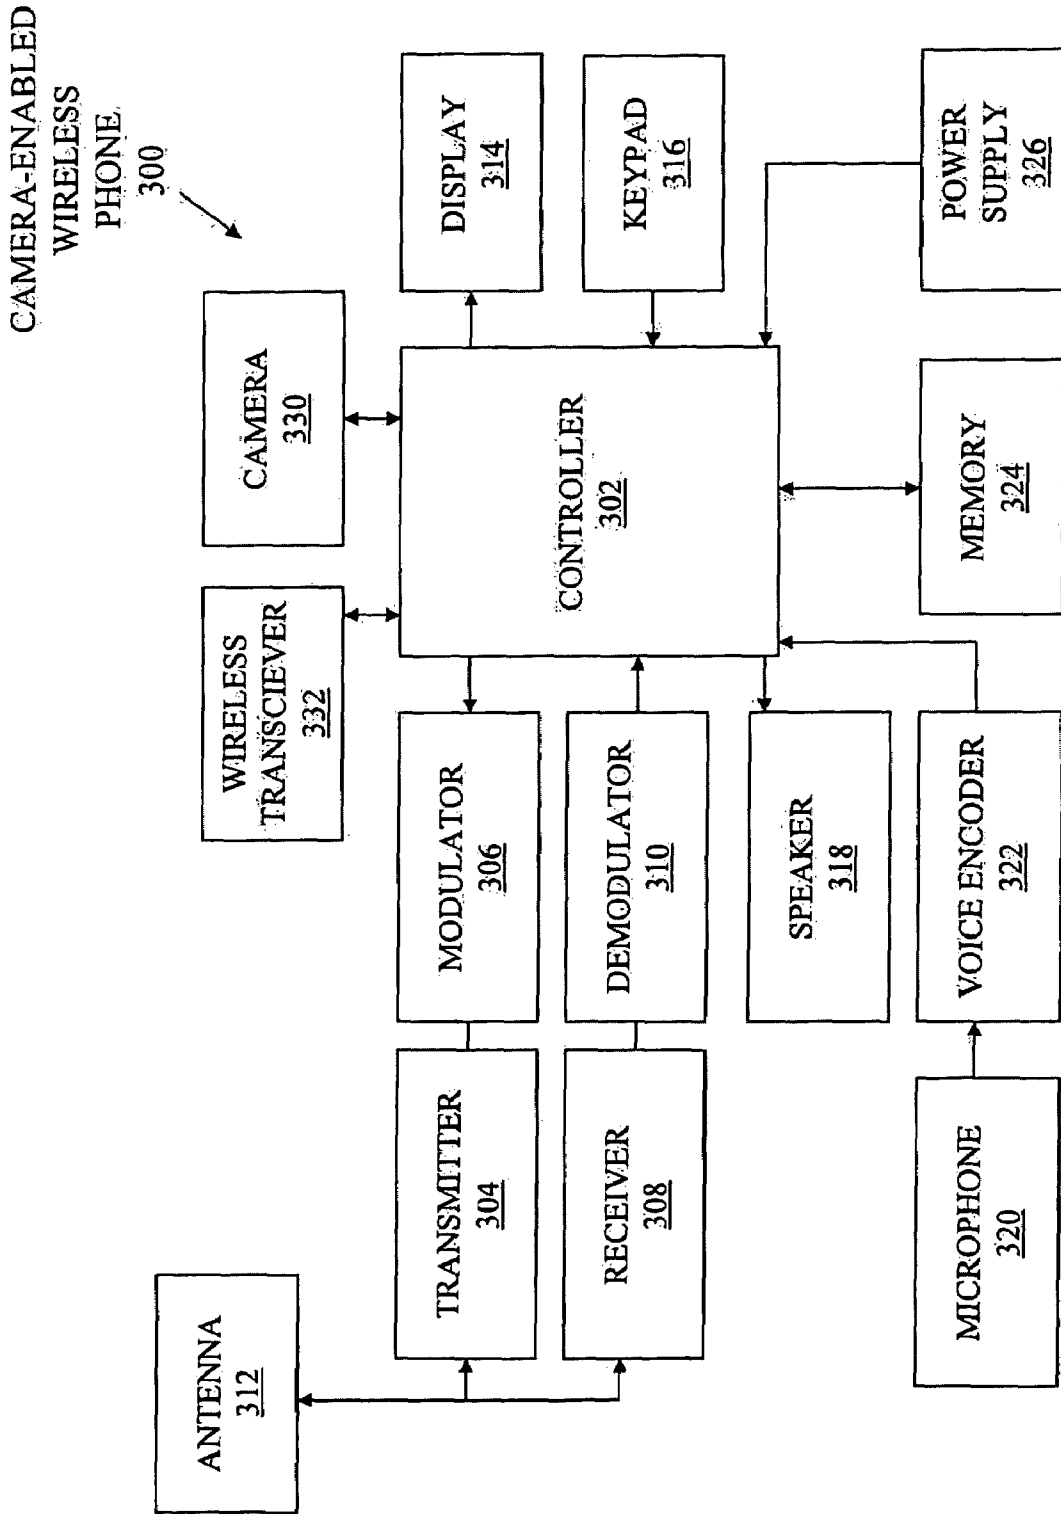 CAMERA-ENABLED
WIRELESS
PHONE
300
ANTENNA
312
WIRELESS
TRANSCIEVER
332
CAMERA
330
TRANSMITTER
304
MODULATOR
306
DISPLAY
314
RECEIVER
308
DEMODULATOR
310
CONTROLLER
302
KEYPAD
316
SPEAKER
318
MICROPHONE
320
VOICE ENCODER
322
MEMORY
324
POWER
SUPPLY
326